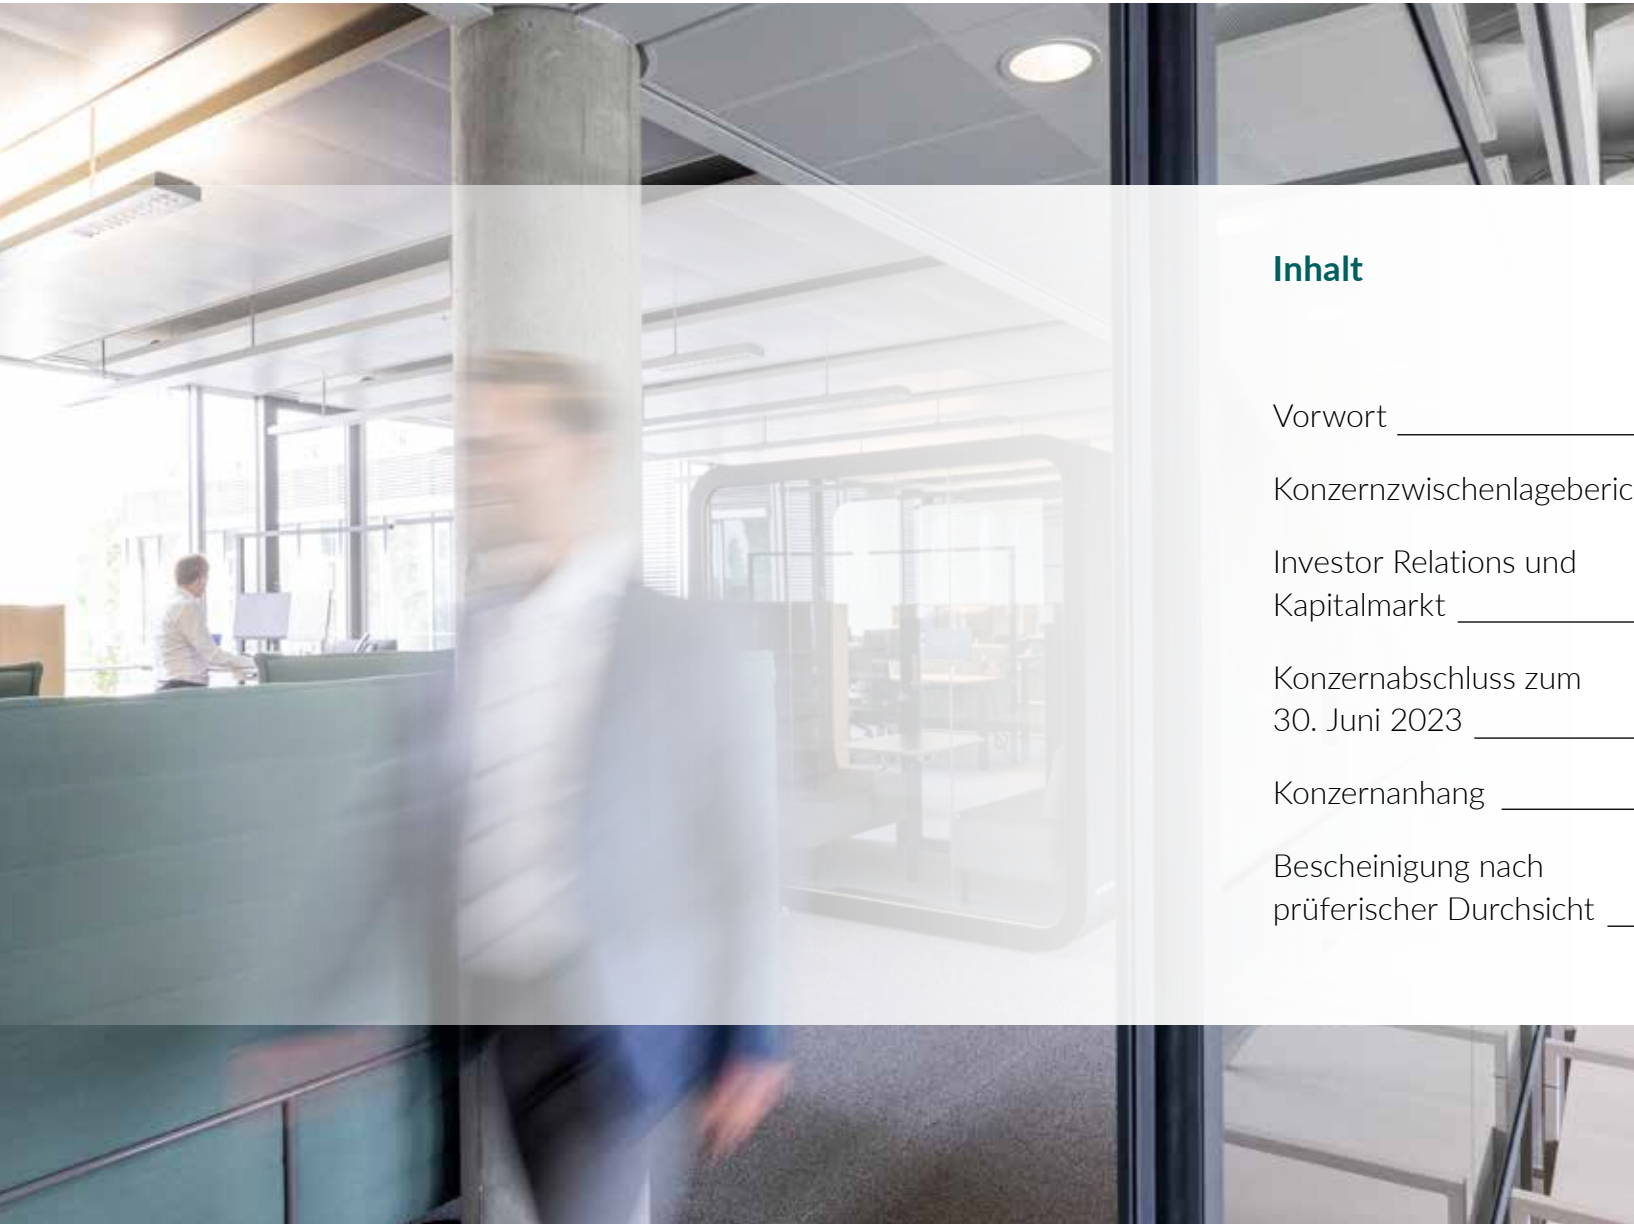 Inhalt
Vorwort
Konzernzwischenlageberic
Investor Relations und
Kapitalmarkt
Konzernabschluss zum
30. Juni 2023
Konzernanhang
Bescheinigung nach
prüferischer Durchsicht